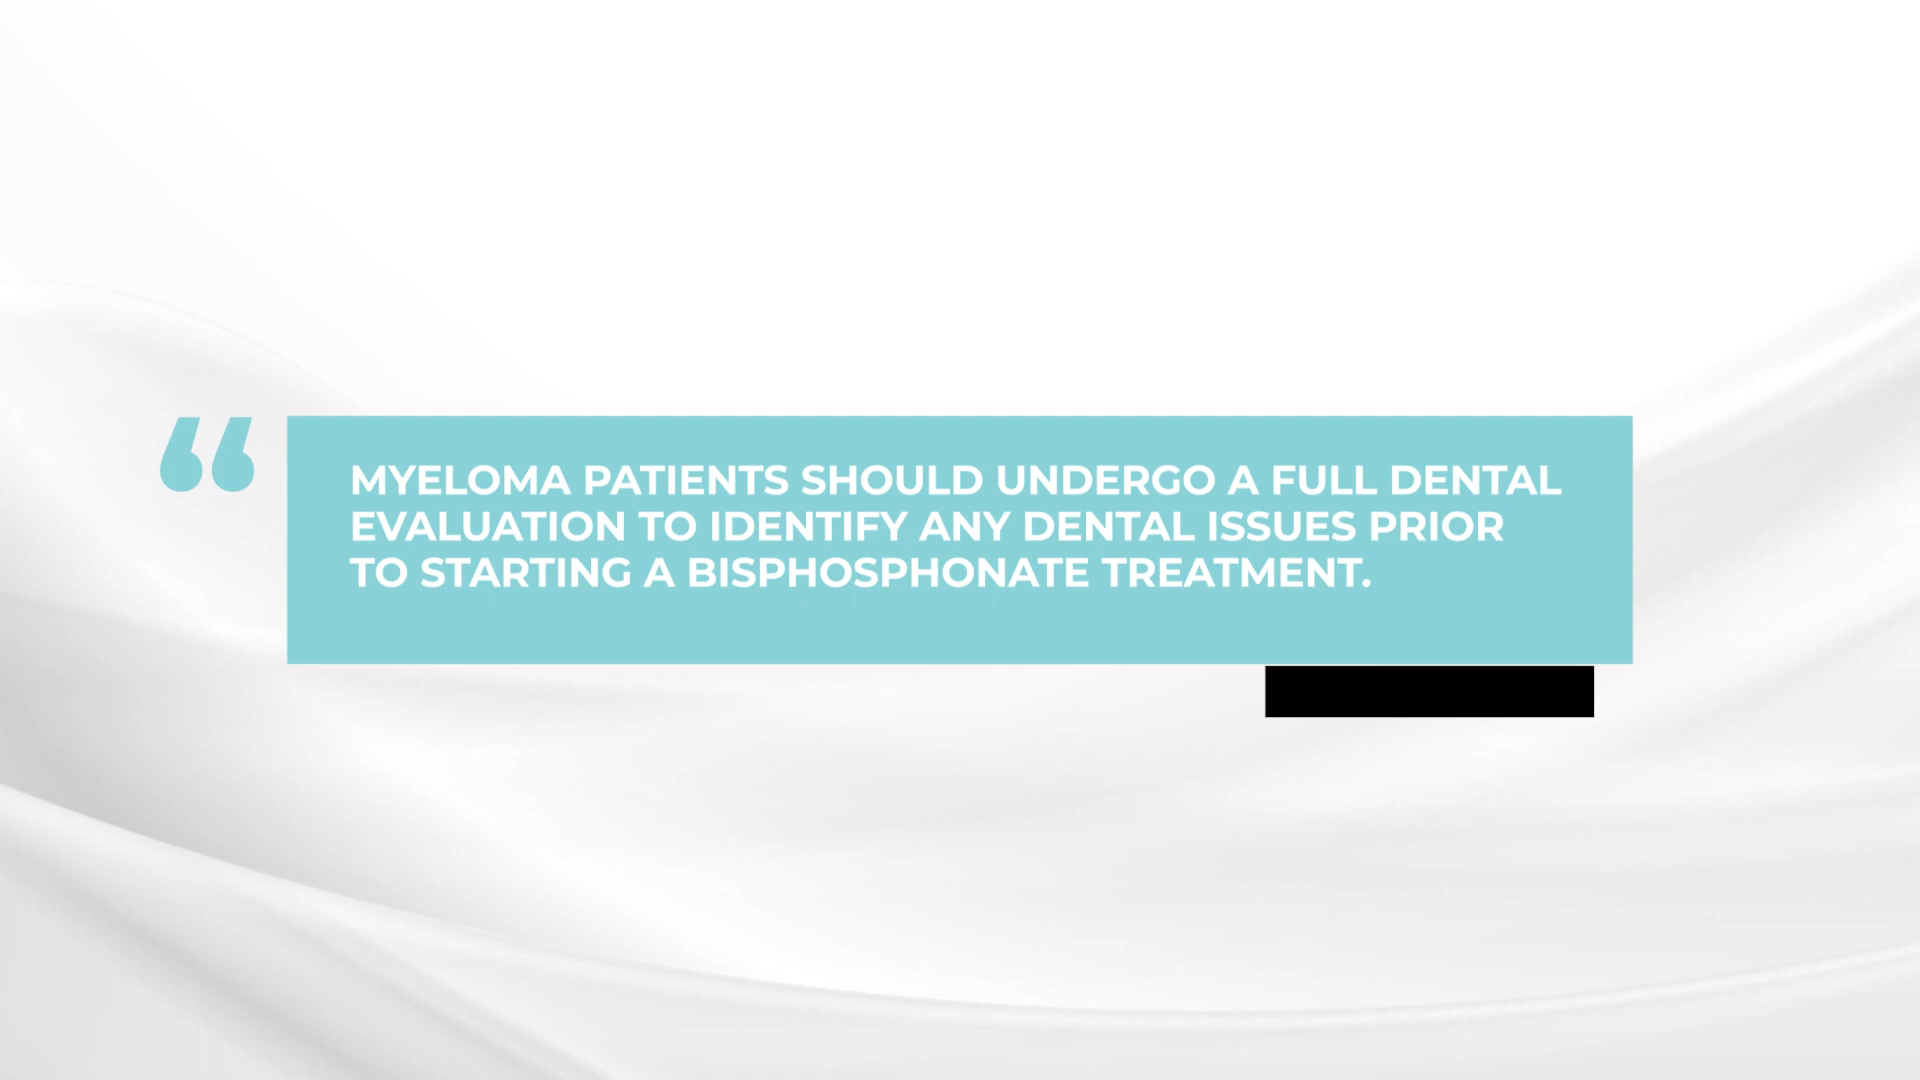 “
MYELOMA PATIENTS SHOULD UNDERGO A FULL DENTAL
EVALUATION TO IDENTIFY ANY DENTAL ISSUES PRIOR
TO STARTING A BISPHOSPHONATE TREATMENT.